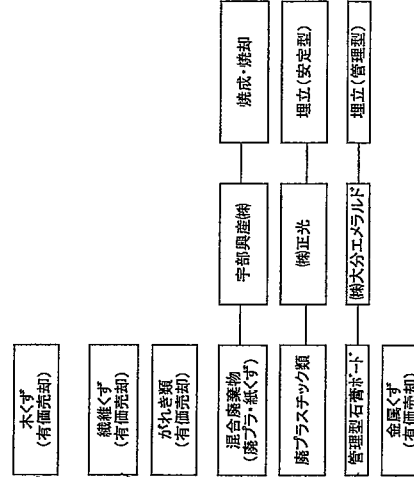 木くず
(有価売却)
繊維くず
(有価売却)
がれき類
(有価売却)
混合廃棄物
(廃プラ・紙くず)
宇部興産㈱
焼成・焼却
廃プラスチック類
㈱正光
埋立(安定型)
管理型石膏ボード
㈱大分エメラルド
埋立(管理型)
金属くず
(有価売却)